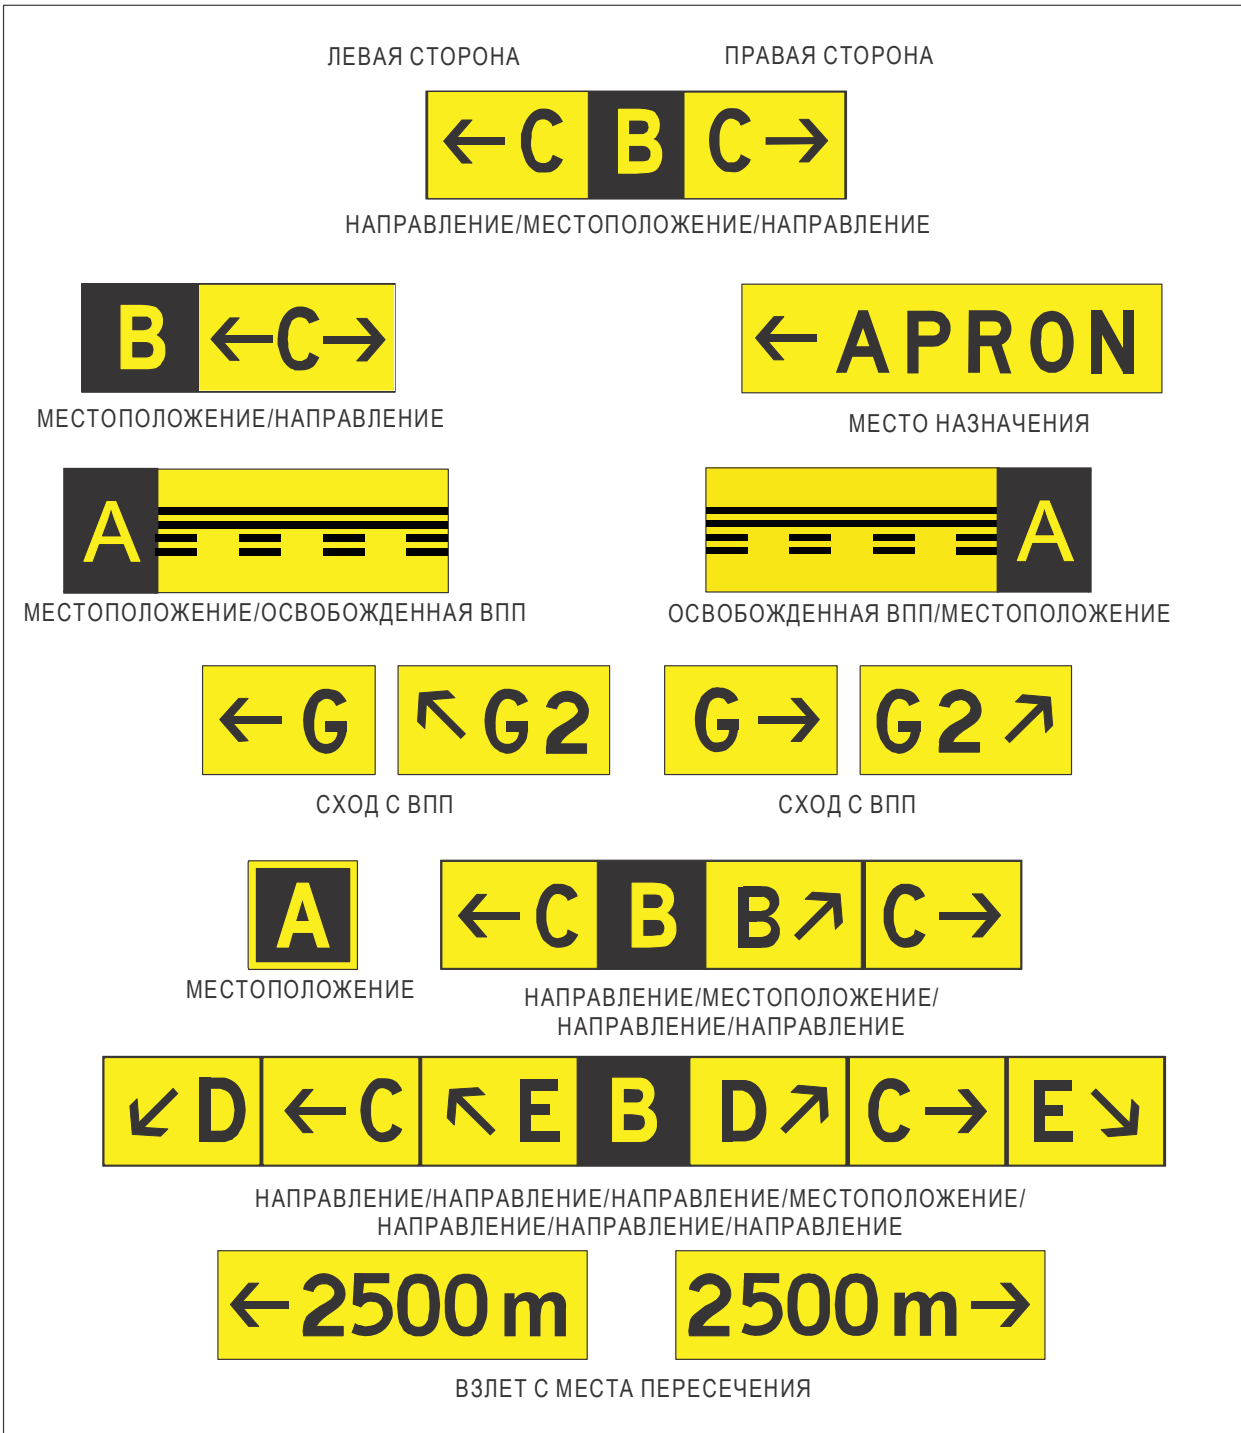 ЛЕВАЯ СТОРОНА ПРАВАЯ СТОРОНА
←C B C→
НАПРАВЛЕНИЕ/МЕСТОПОЛОЖЕНИЕ/НАПРАВЛЕНИЕ
B ←C→
МЕСТОПОЛОЖЕНИЕ/НАПРАВЛЕНИЕ
←APRON
МЕСТО НАЗНАЧЕНИЯ
A
МЕСТОПОЛОЖЕНИЕ/ОСВОБОЖДЕННАЯ ВПП
A
ОСВОБОЖДЕННАЯ ВПП/МЕСТОПОЛОЖЕНИЕ
←G ↖G2
СХОД С ВПП
G→ G2↗
СХОД С ВПП
A
МЕСТОПОЛОЖЕНИЕ
←C B B↗ C→
НАПРАВЛЕНИЕ/МЕСТОПОЛОЖЕНИЕ/
НАПРАВЛЕНИЕ/НАПРАВЛЕНИЕ
↙D ←C ↖E B D↗ C→ E↘
НАПРАВЛЕНИЕ/НАПРАВЛЕНИЕ/НАПРАВЛЕНИЕ/МЕСТОПОЛОЖЕНИЕ/
НАПРАВЛЕНИЕ/НАПРАВЛЕНИЕ/НАПРАВЛЕНИЕ
←2500m 2500m→
ВЗЛЕТ С МЕСТА ПЕРЕСЕЧЕНИЯ